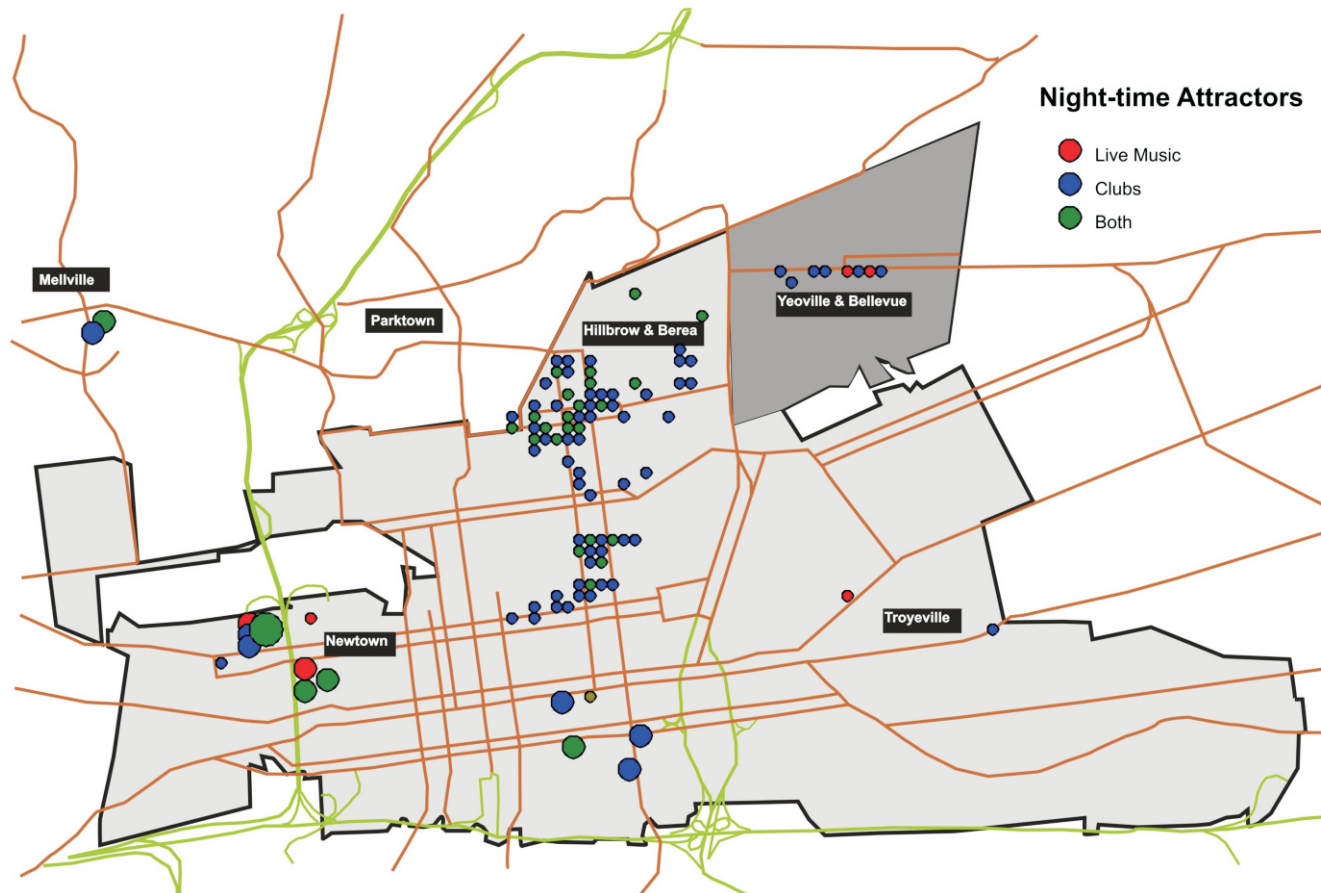 Night-time Attractors
Live Music
Clubs
Both
Mellville
Parktown
Hillbrow & Berea
Yeoville & Bellevue
Newtown
Troyeville